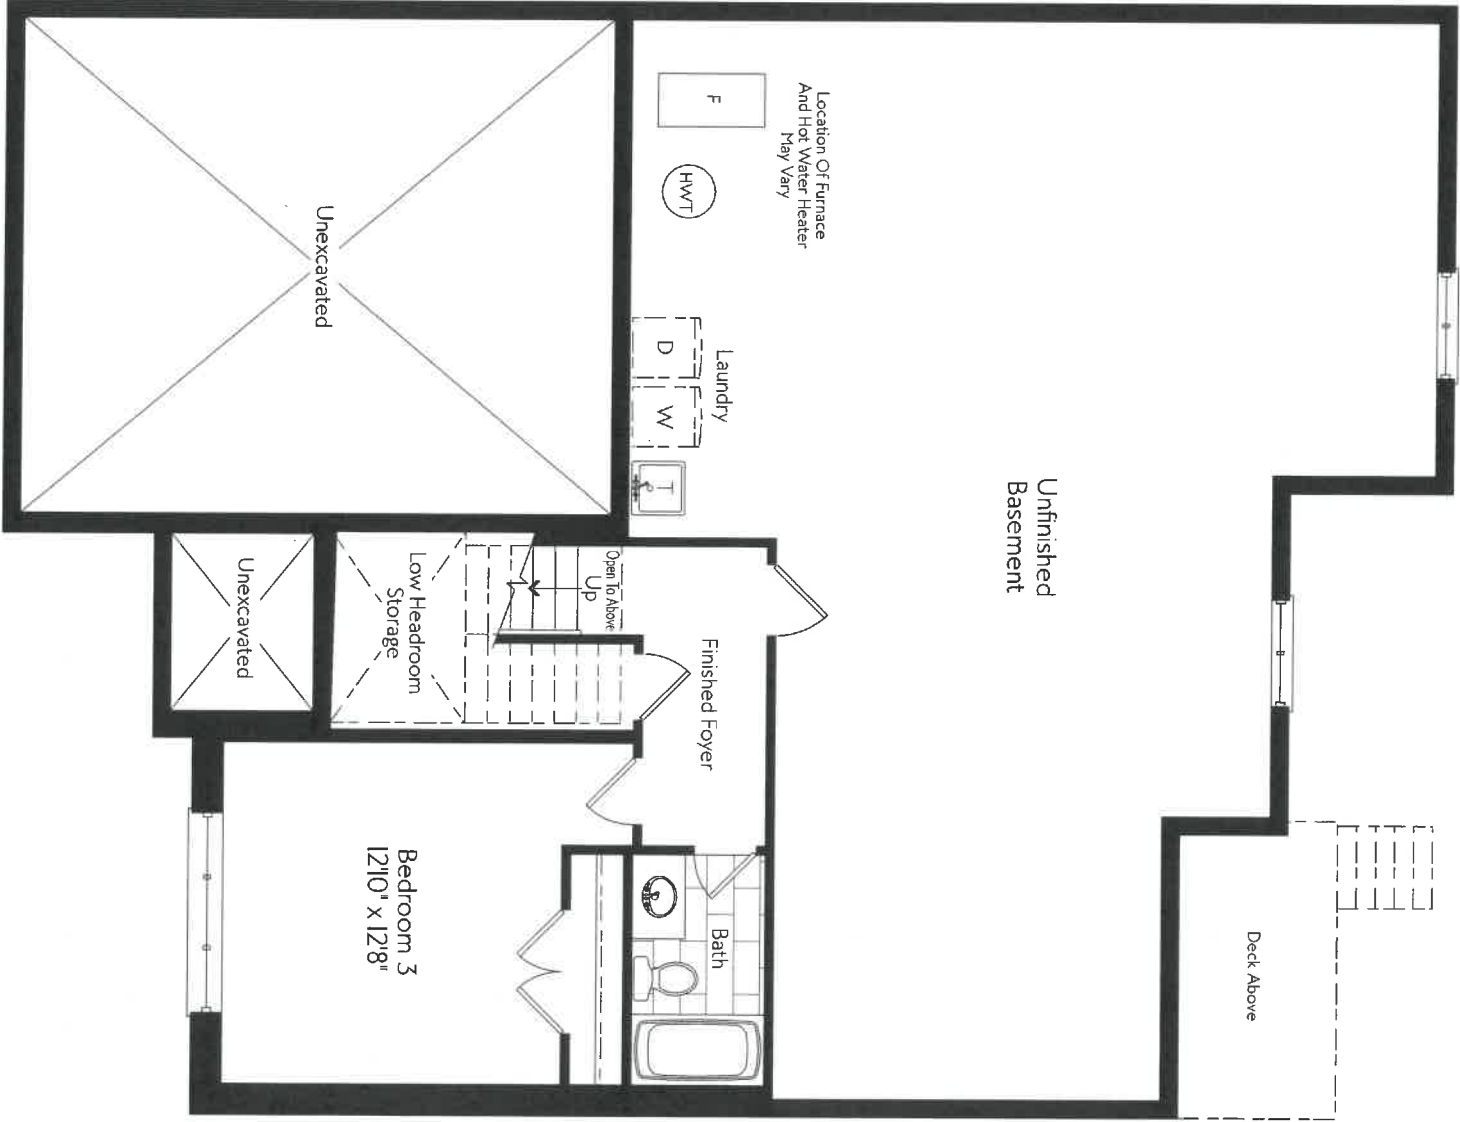 Location Of Furnace
And Hot Water Heater
May Vary
F
HWT
Unexcavated
Laundry
D
W
T
Unfinished
Basement
Open To Above
Up
Low Headroom
Storage
Unexcavated
Finished Foyer
Bedroom 3
12'10" x 12'8"
Bath
Deck Above